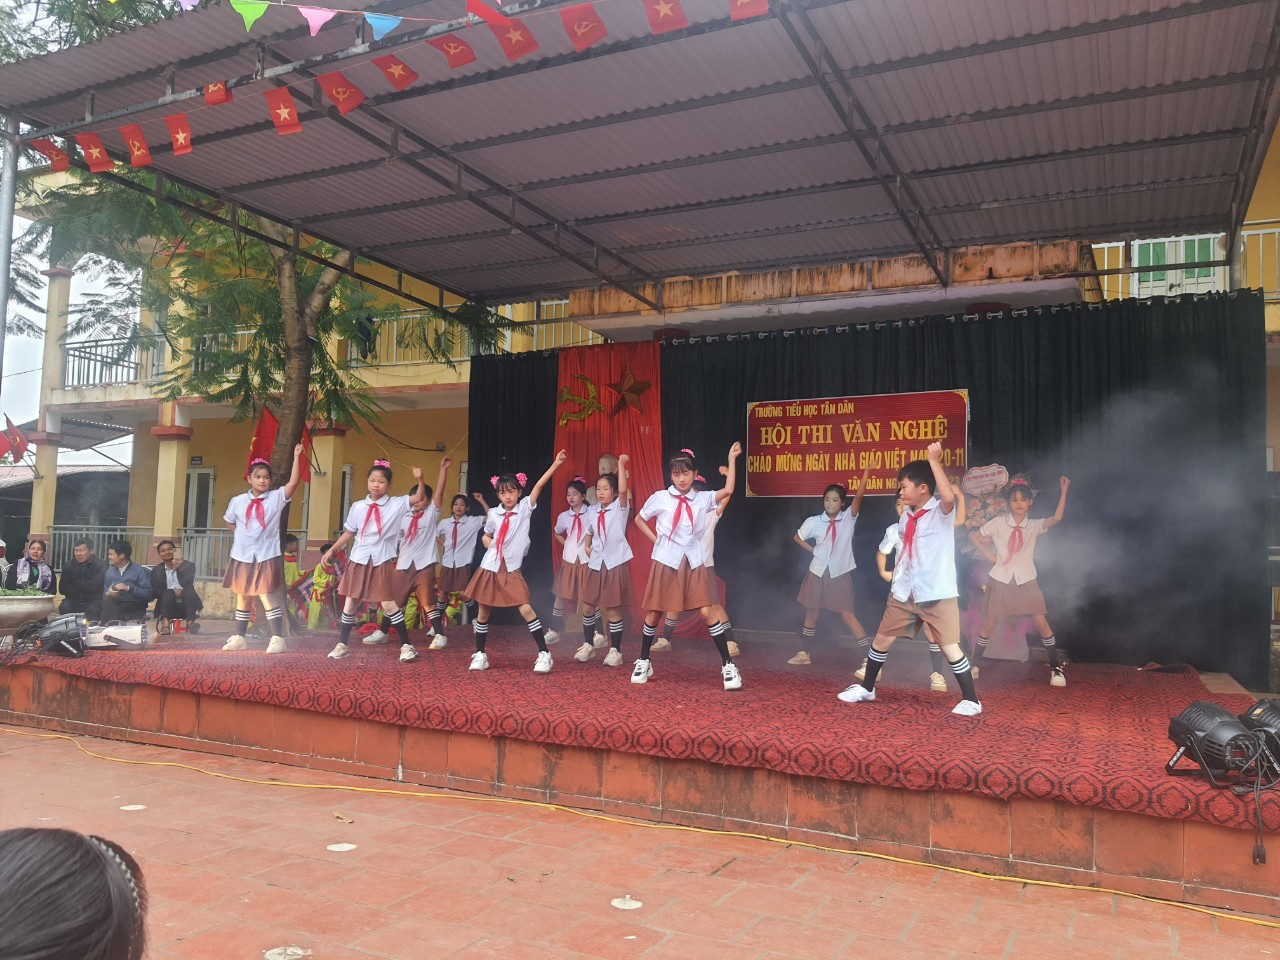 TRƯỜNG TIỂU HỌC TÂN DÂN
HỘI THI VĂN NGHỆ
CHÀO MỪNG NGÀY NHÀ GIÁO VIỆT NAM 20-11
TÂN DÂN